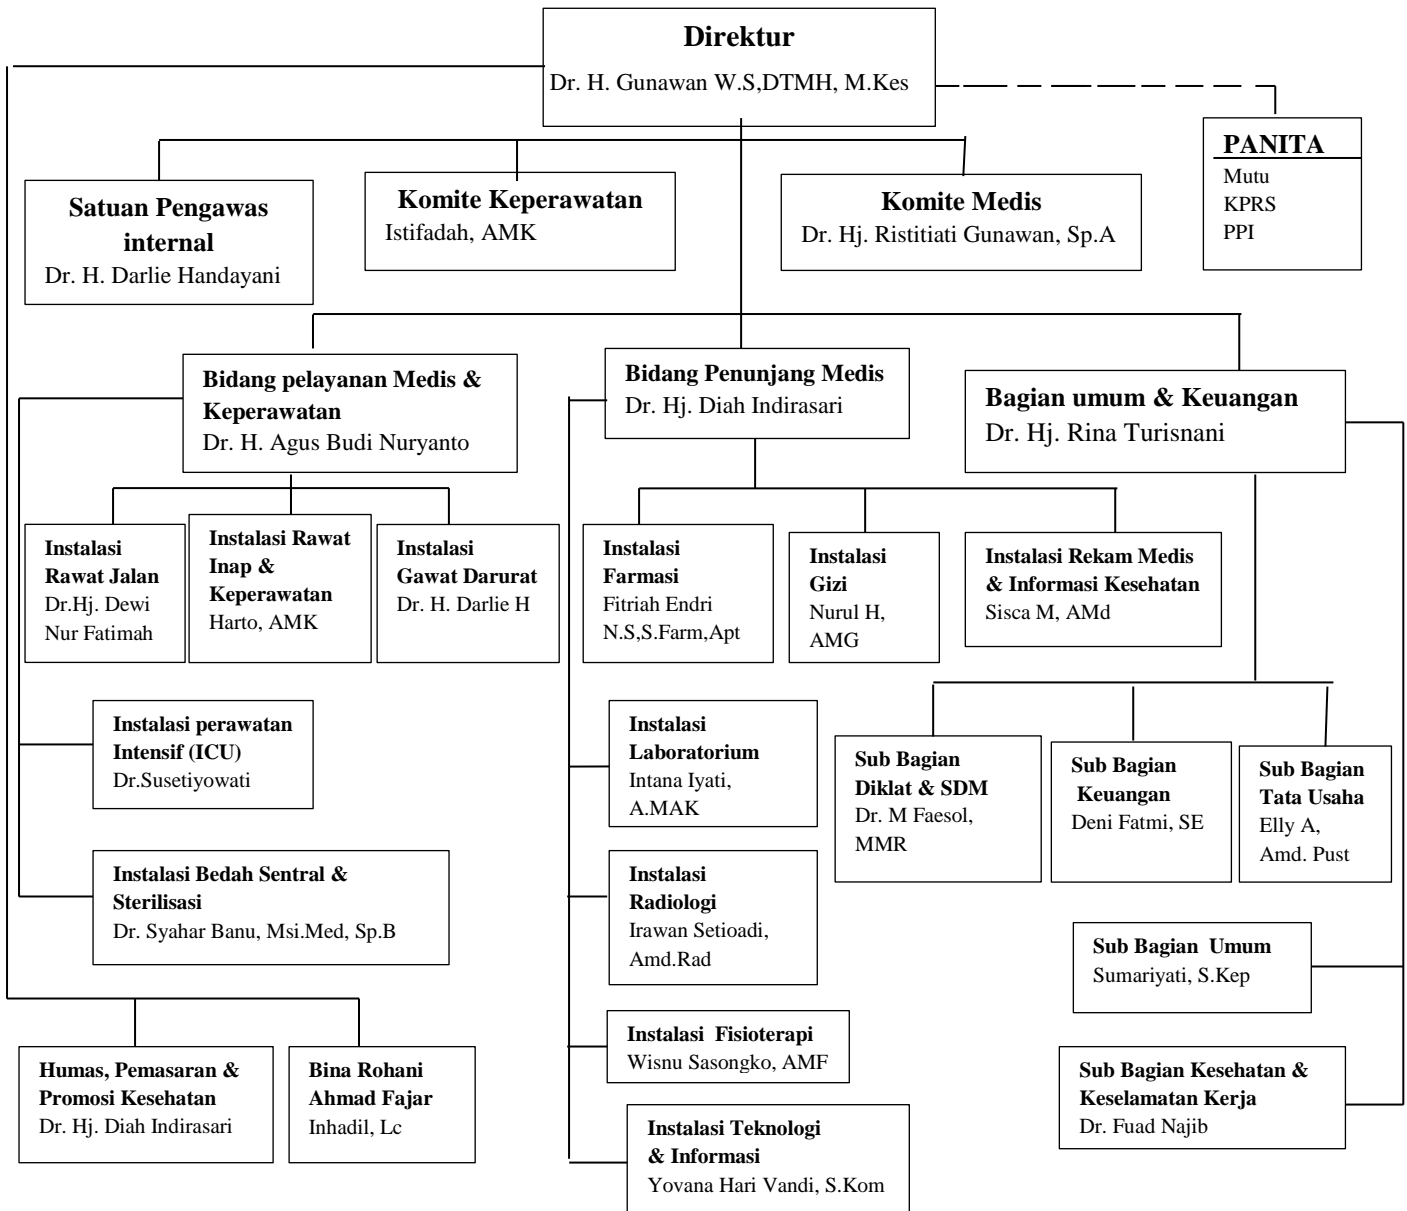 Direktur
Dr. H. Gunawan W.S,DTMH, M.Kes
PANITA
Mutu
KPRS
PPI
Satuan Pengawas
internal
Dr. H. Darlie Handayani
Komite Keperawatan
Istifadah, AMK
Komite Medis
Dr. Hj. Ristitiati Gunawan, Sp.A
Bidang pelayanan Medis &
Keperawatan
Dr. H. Agus Budi Nuryanto
Bidang Penunjang Medis
Dr. Hj. Diah Indirasari
Bagian umum & Keuangan
Dr. Hj. Rina Turisnani
Instalasi
Rawat Jalan
Dr.Hj. Dewi
Nur Fatimah
Instalasi Rawat
Inap &
Keperawatan
Harto, AMK
Instalasi
Gawat Darurat
Dr. H. Darlie H
Instalasi
Farmasi
Fitriah Endri
N.S,S.Farm,Apt
Instalasi
Gizi
Nurul H,
AMG
Instalasi Rekam Medis
& Informasi Kesehatan
Sisca M, AMd
Instalasi perawatan
Intensif (ICU)
Dr.Susetiyowati
Instalasi
Laboratorium
Intana Iyati,
A.MAK
Sub Bagian
Diklat & SDM
Dr. M Faesol,
MMR
Sub Bagian
Keuangan
Deni Fatmi, SE
Sub Bagian
Tata Usaha
Elly A,
Amd. Pust
Instalasi Bedah Sentral &
Sterilisasi
Dr. Syahar Banu, Msi.Med, Sp.B
Instalasi
Radiologi
Irawan Setioadi,
Amd.Rad
Sub Bagian  Umum
Sumariyati, S.Kep
Instalasi  Fisioterapi
Wisnu Sasongko, AMF
Humas, Pemasaran &
Promosi Kesehatan
Dr. Hj. Diah Indirasari
Bina Rohani
Ahmad Fajar
Inhadil, Lc
Sub Bagian Kesehatan &
Keselamatan Kerja
Dr. Fuad Najib
Instalasi Teknologi
& Informasi
Yovana Hari Vandi, S.Kom